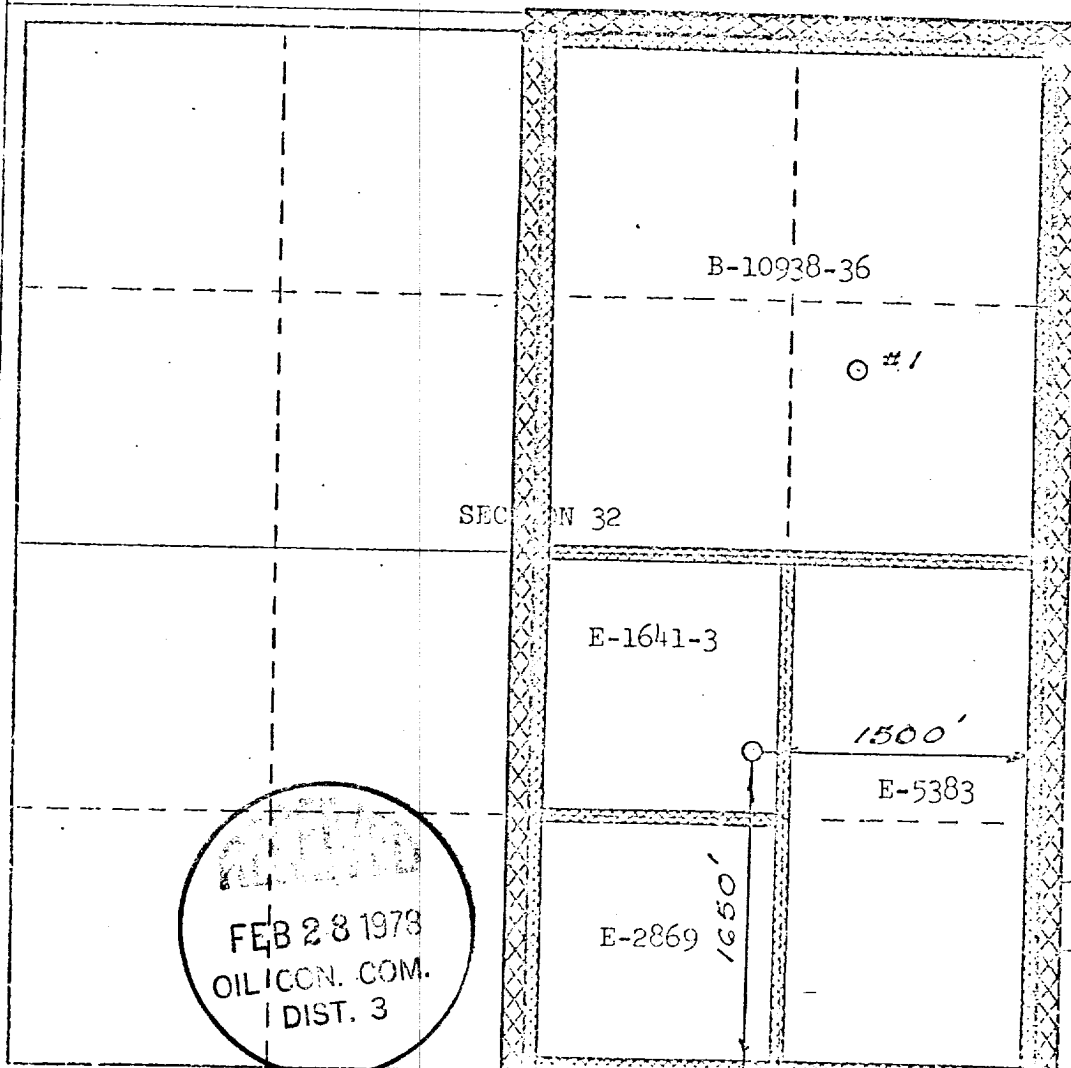 B-10938-36
#1
SEC ON 32
E-1641-3
1500'
E-5383
1650'
E-2869
FEB 28 1978
OIL CON. COM.
DIST. 3